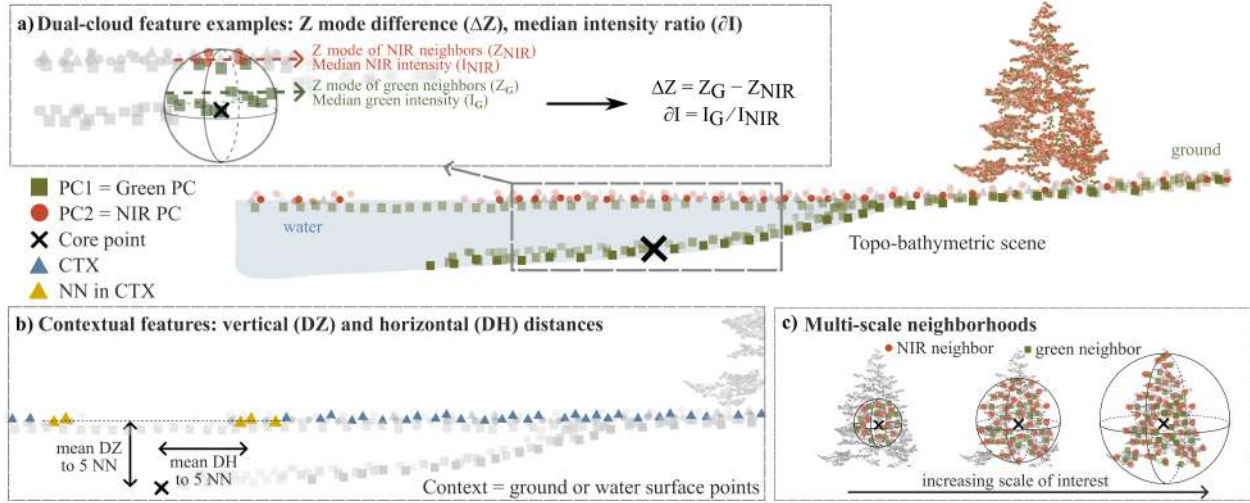 a) Dual-cloud feature examples: Z mode difference (ΔZ), median intensity ratio (∂I)
Z mode of NIR neighbors (ZNIR)
Median NIR intensity (INIR)
Z mode of green neighbors (ZG)
Median green intensity (IG)
ΔZ = ZG − ZNIR
∂I = IG/INIR
ground
PC1 = Green PC
PC2 = NIR PC
Core point
CTX
NN in CTX
water
Topo-bathymetric scene
b) Contextual features: vertical (DZ) and horizontal (DH) distances
mean DZ
to 5 NN
mean DH
to 5 NN
Context = ground or water surface points
c) Multi-scale neighborhoods
NIR neighbor
green neighbor
increasing scale of interest